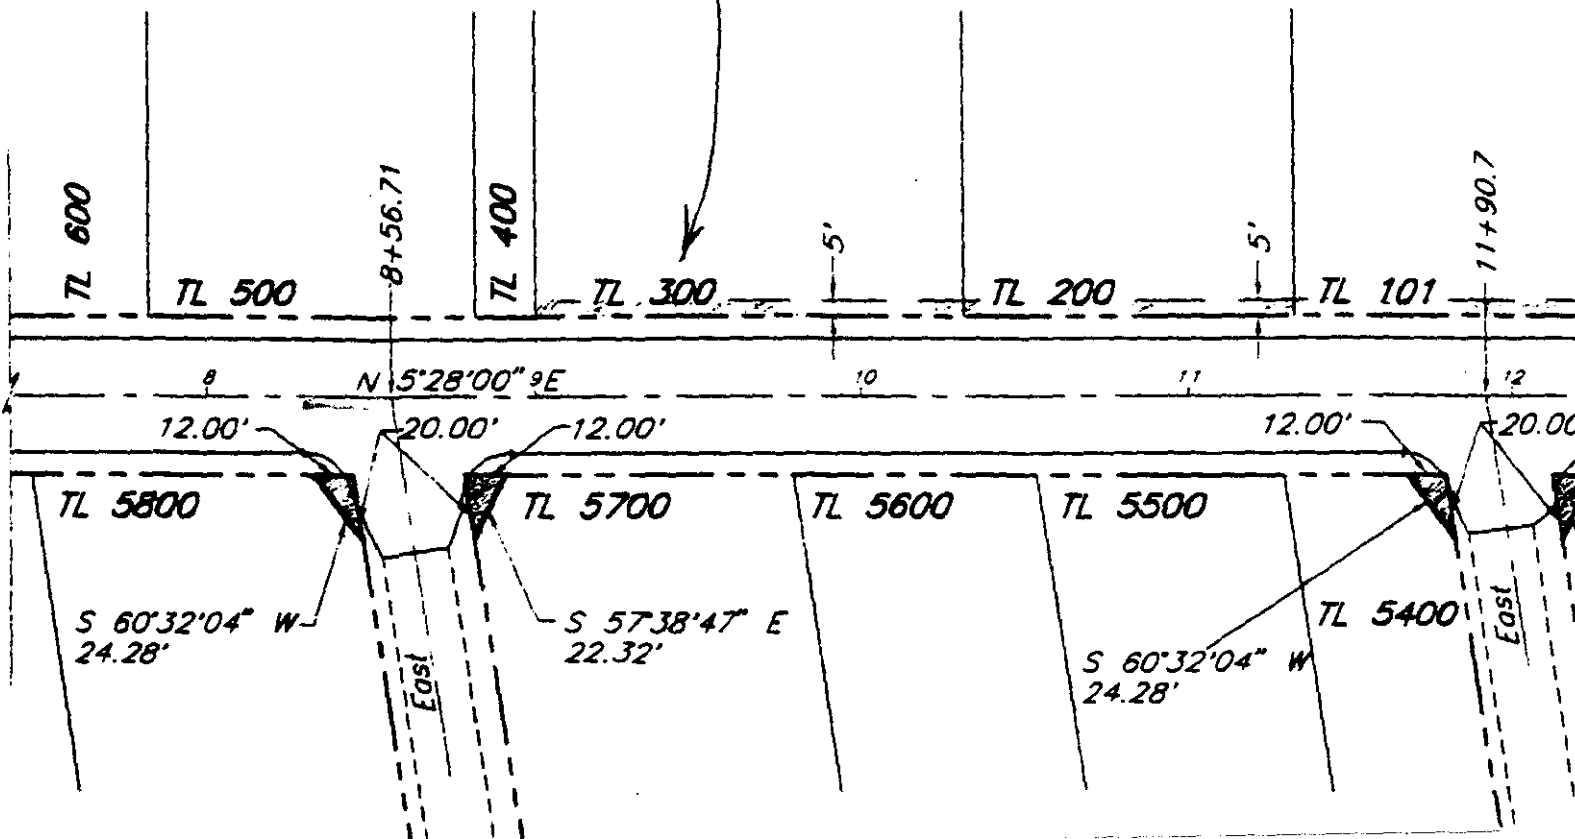 TL 600
8+56.71
TL 400
5'
5'
11+90.7
TL 500
TL 300
TL 200
TL 101
8
N 5°28'00" E
9
10
11
12
12.00'
20.00'
12.00'
12.00'
20.00
TL 5800
TL 5700
TL 5600
TL 5500
S 60°32'04" W
24.28'
S 57°38'47" E
22.32'
TL 5400
S 60°32'04" W
24.28'
East
East